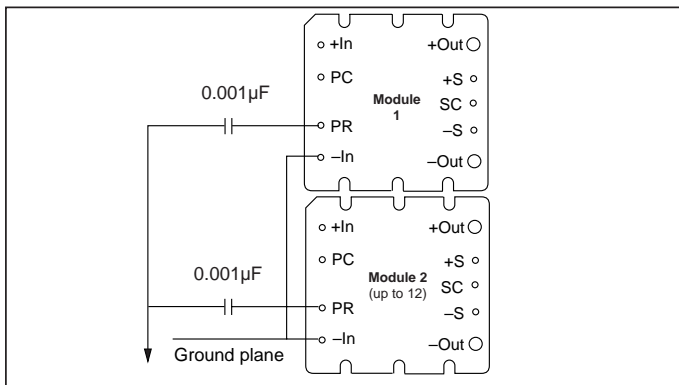 +In
+Out
PC
+S
0.001µF
Module
1
SC
PR
–S
–In
–Out
+In
+Out
PC
+S
0.001µF
Module 2
(up to 12)
SC
PR
–S
–In
–Out
Ground plane